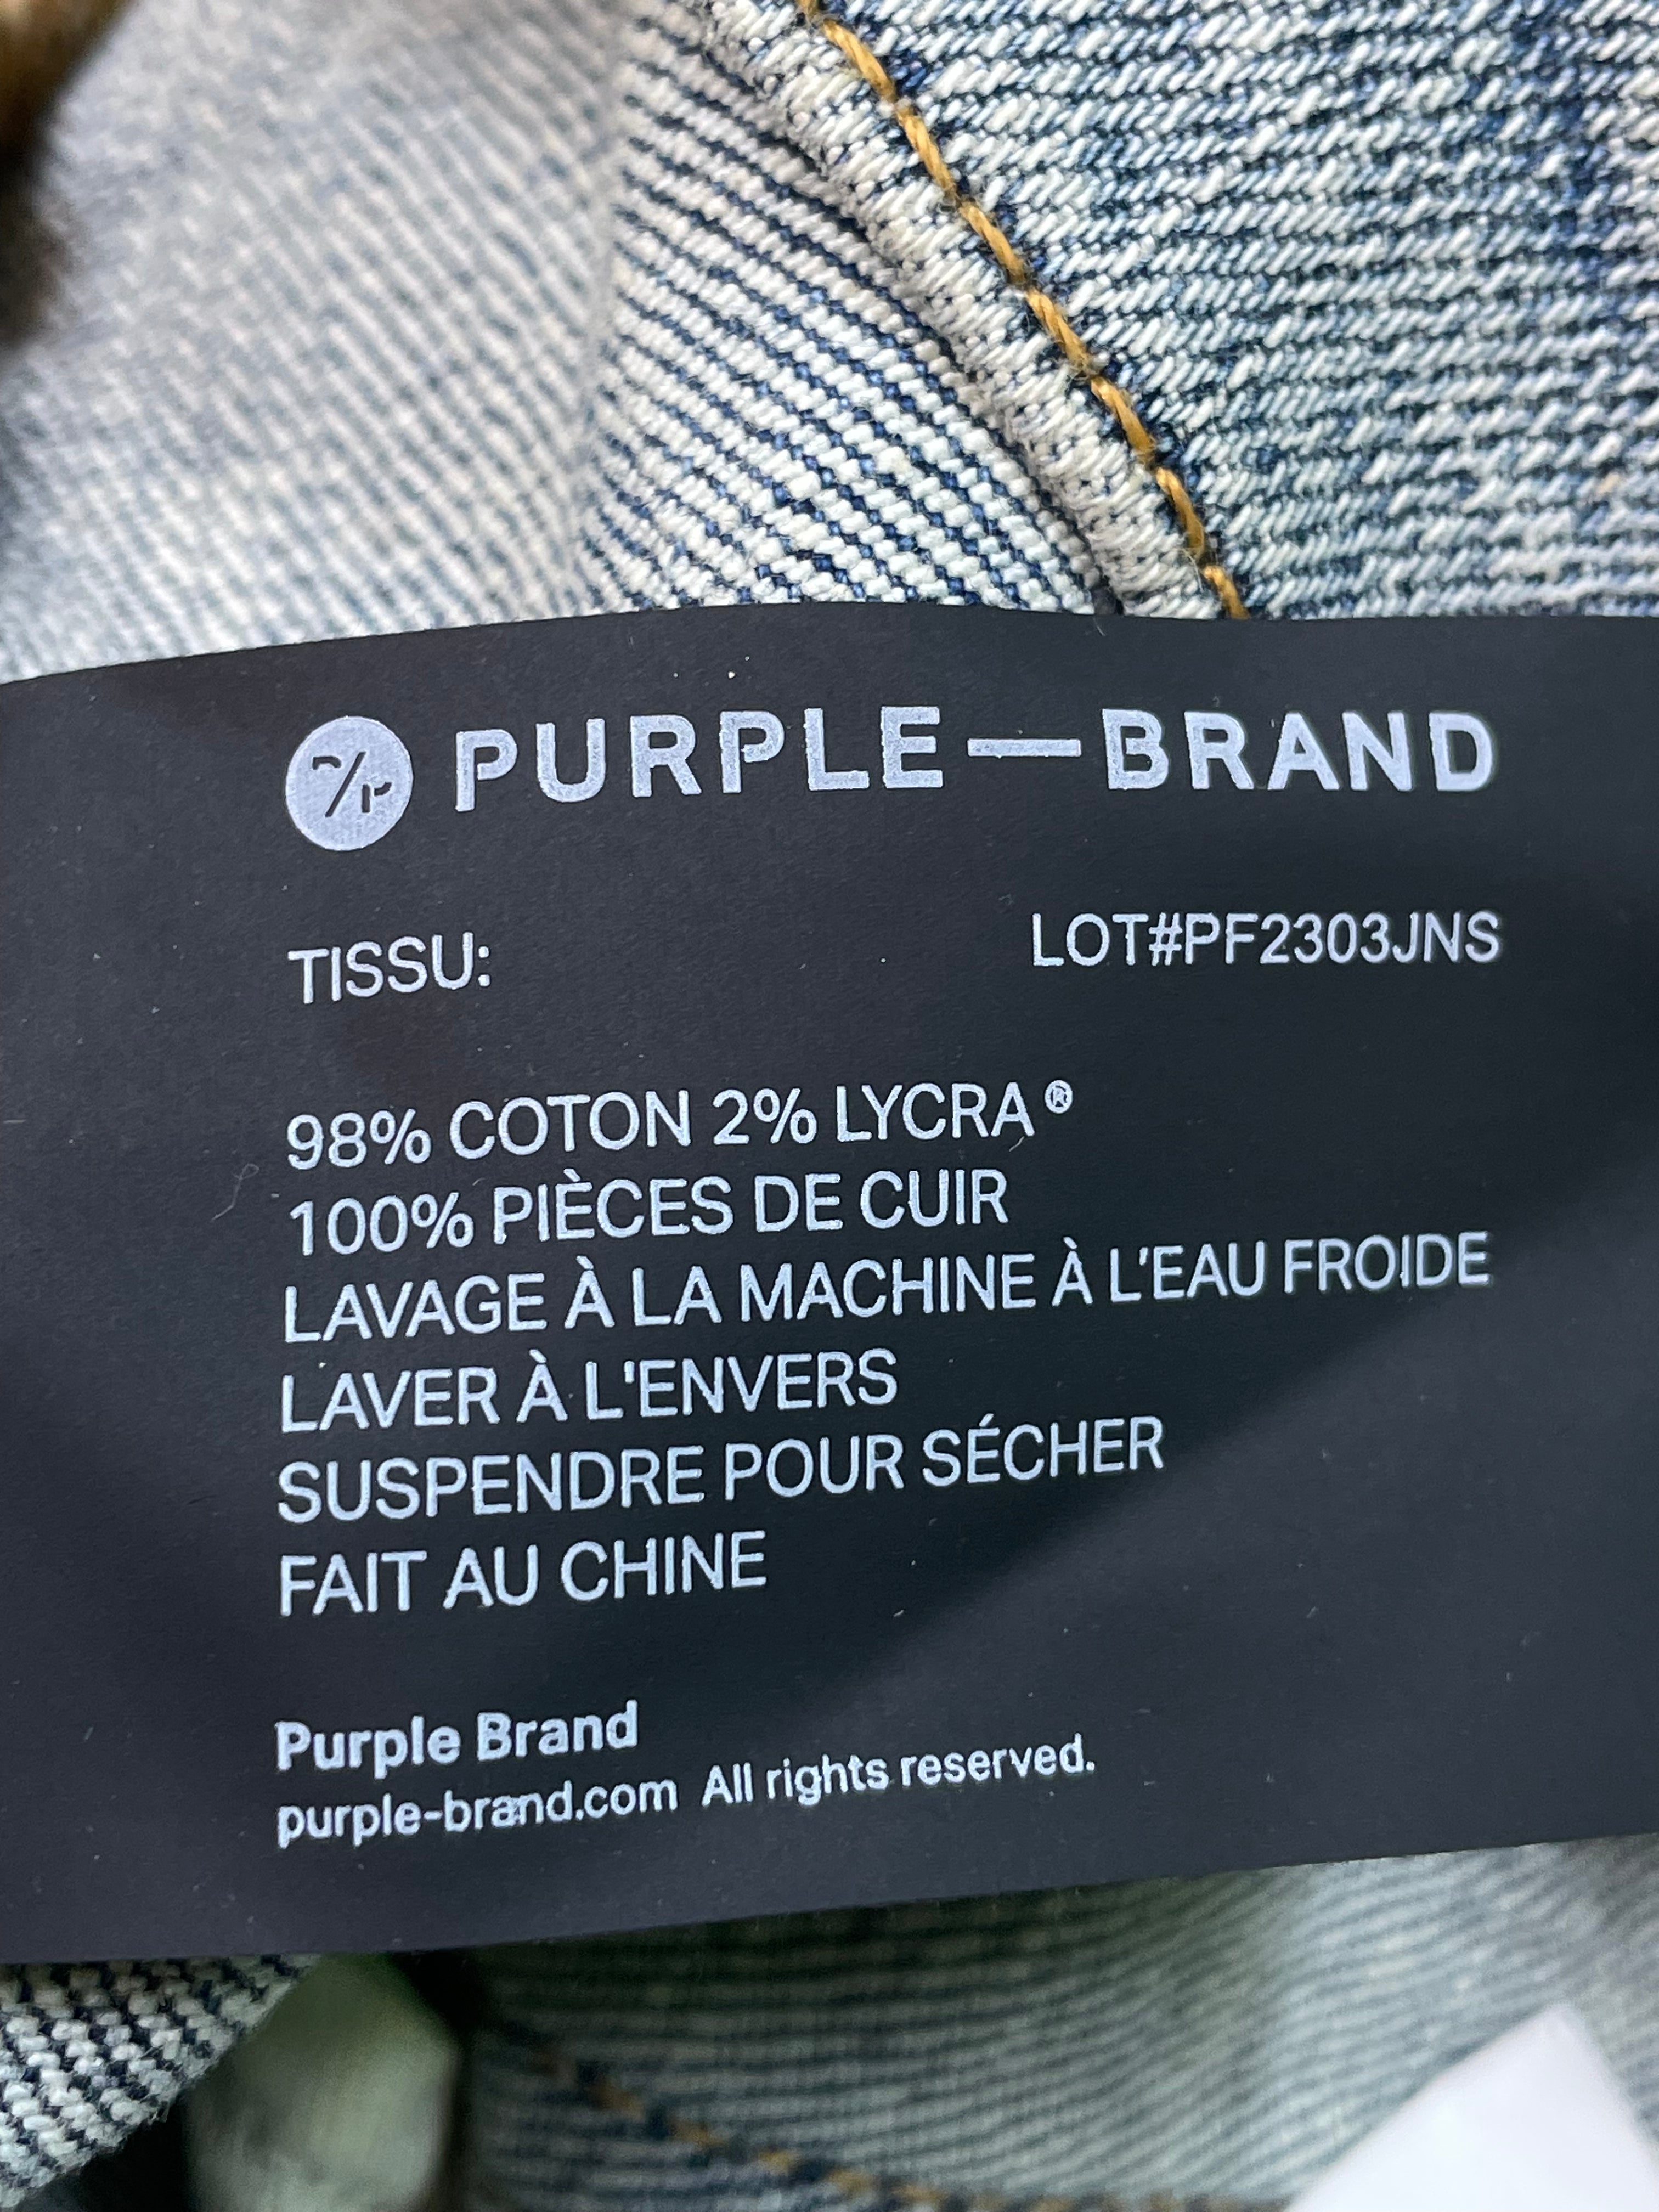 PURPLE—BRAND
TISSU: LOT#PF2303JNS
98% COTON 2% LYCRA®
100% PIÈCES DE CUIR
LAVAGE À LA MACHINE À L'EAU FROIDE
LAVER À L'ENVERS
SUSPENDRE POUR SÉCHER
FAIT AU CHINE
Purple Brand
purple-brand.com All rights reserved.